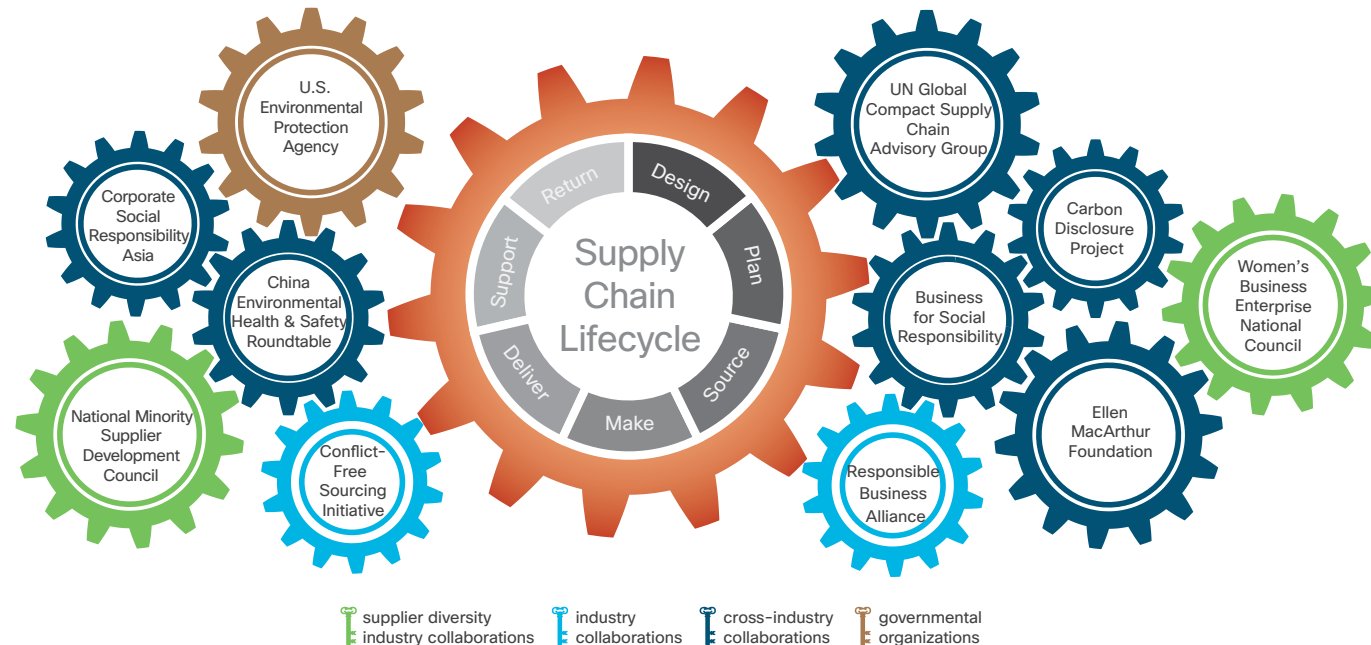 U.S.
Environmental
Protection
Agency
Corporate
Social
Responsibility
Asia
China
Environmental
Health & Safety
Roundtable
National Minority
Supplier
Development
Council
Conflict-
Free
Sourcing
Initiative
Supply
Chain
Lifecycle
Design
Plan
Source
Make
Deliver
Support
Return
UN Global
Compact Supply
Chain
Advisory Group
Carbon
Disclosure
Project
Business
for Social
Responsibility
Women’s
Business
Enterprise
National
Council
Ellen
MacArthur
Foundation
Responsible
Business
Alliance
supplier diversity
industry collaborations
industry
collaborations
cross-industry
collaborations
governmental
organizations